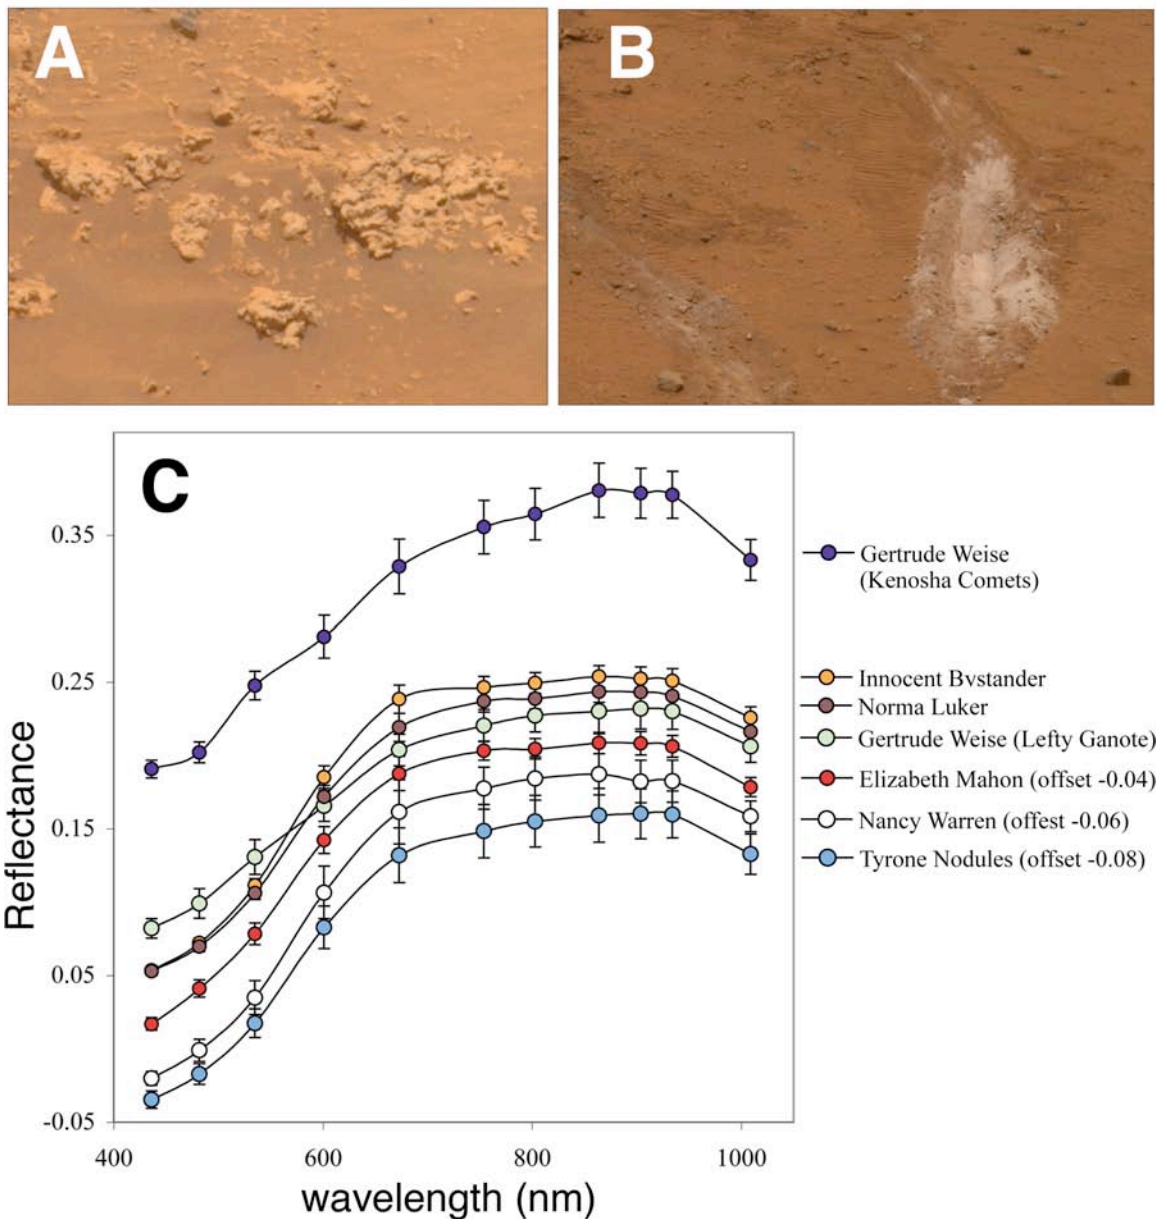 A
B
C
0.35
0.25
0.15
0.05
-0.05
Reflectance
400
600
800
1000
wavelength (nm)
Gertrude Weise
(Kenosha Comets)
Innocent Bvstander
Norma Luker
Gertrude Weise (Lefty Ganote)
Elizabeth Mahon (offset -0.04)
Nancy Warren (offest -0.06)
Tyrone Nodules (offset -0.08)